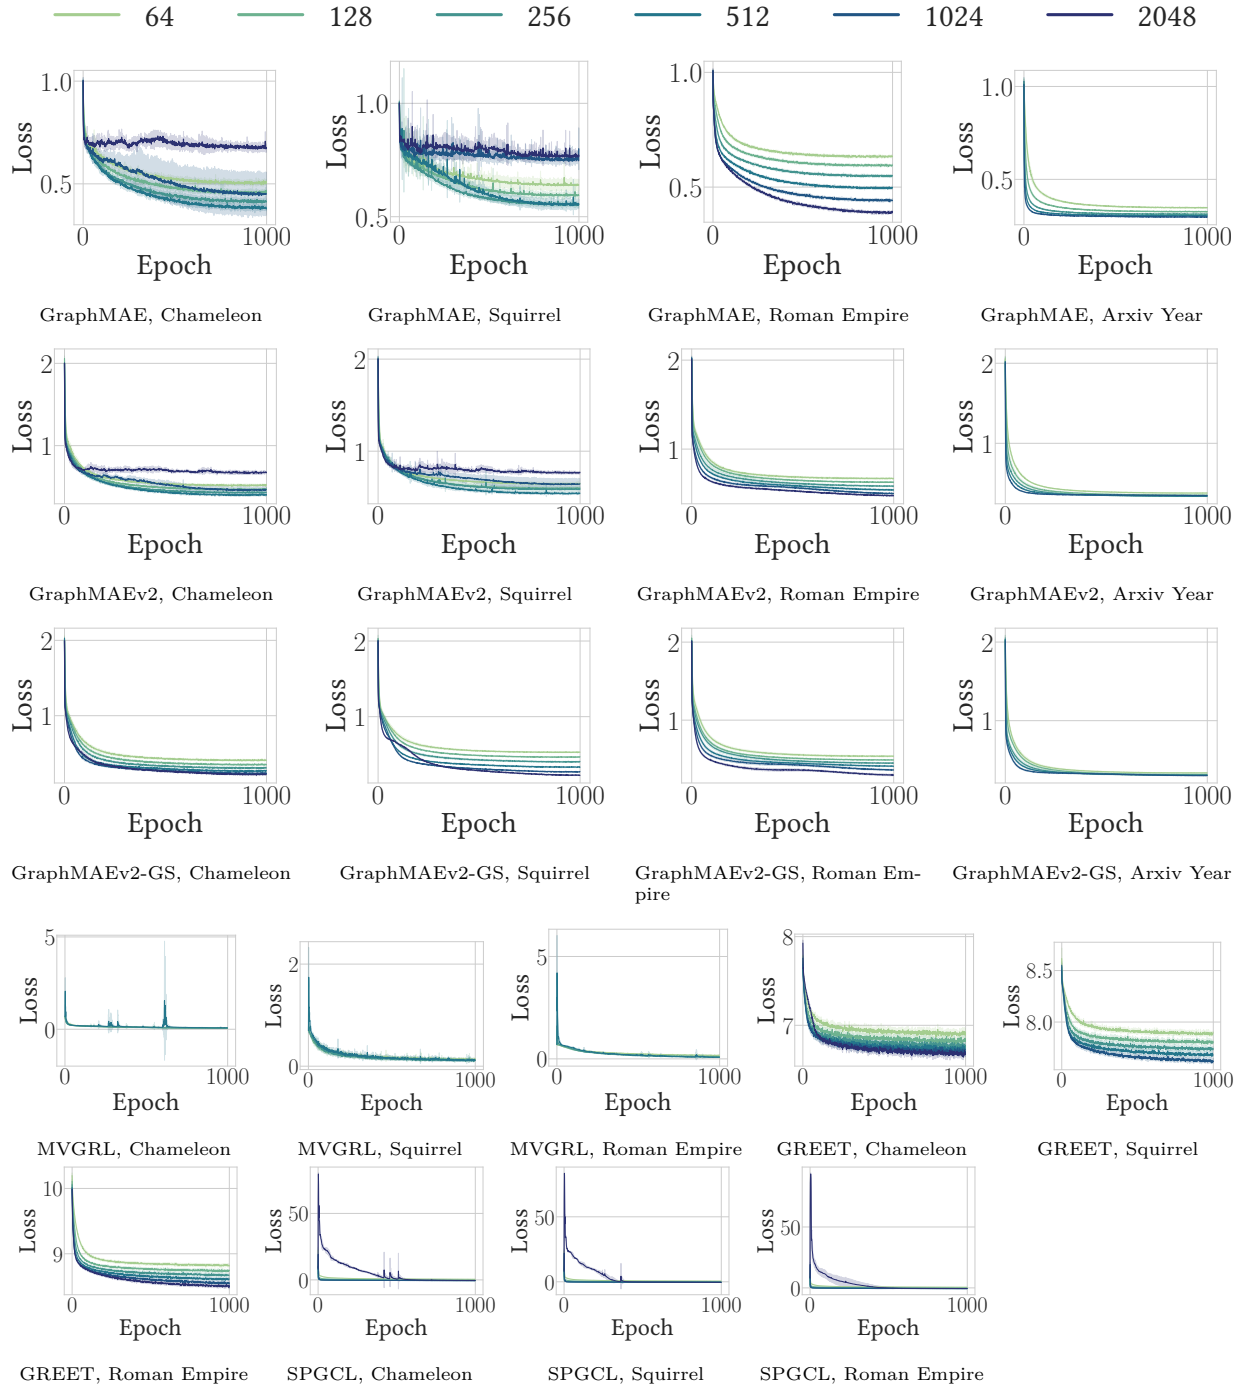 64 128 256 512 1024 2048
1.0 0.5 Loss 0 1000 Epoch
1.0 0.5 Loss 0 1000 Epoch
1.0 0.5 Loss 0 1000 Epoch
1.0 0.5 Loss 0 1000 Epoch
GraphMAE, Chameleon
GraphMAE, Squirrel
GraphMAE, Roman Empire
GraphMAE, Arxiv Year
2 1 Loss 0 1000 Epoch
2 1 Loss 0 1000 Epoch
2 1 Loss 0 1000 Epoch
2 1 Loss 0 1000 Epoch
GraphMAEv2, Chameleon
GraphMAEv2, Squirrel
GraphMAEv2, Roman Empire
GraphMAEv2, Arxiv Year
2 1 Loss 0 1000 Epoch
2 1 Loss 0 1000 Epoch
2 1 Loss 0 1000 Epoch
2 1 Loss 0 1000 Epoch
GraphMAEv2-GS, Chameleon
GraphMAEv2-GS, Squirrel
GraphMAEv2-GS, Roman Em-
pire
GraphMAEv2-GS, Arxiv Year
5 0 Loss 0 1000 Epoch
2 0 Loss 0 1000 Epoch
5 0 Loss 0 1000 Epoch
8 7 Loss 0 1000 Epoch
8.5 8.0 Loss 0 1000 Epoch
MVGRL, Chameleon
MVGRL, Squirrel
MVGRL, Roman Empire
GREET, Chameleon
GREET, Squirrel
10 9 Loss 0 1000 Epoch
50 0 Loss 0 1000 Epoch
50 0 Loss 0 1000 Epoch
50 0 Loss 0 1000 Epoch
GREET, Roman Empire
SPGCL, Chameleon
SPGCL, Squirrel
SPGCL, Roman Empire